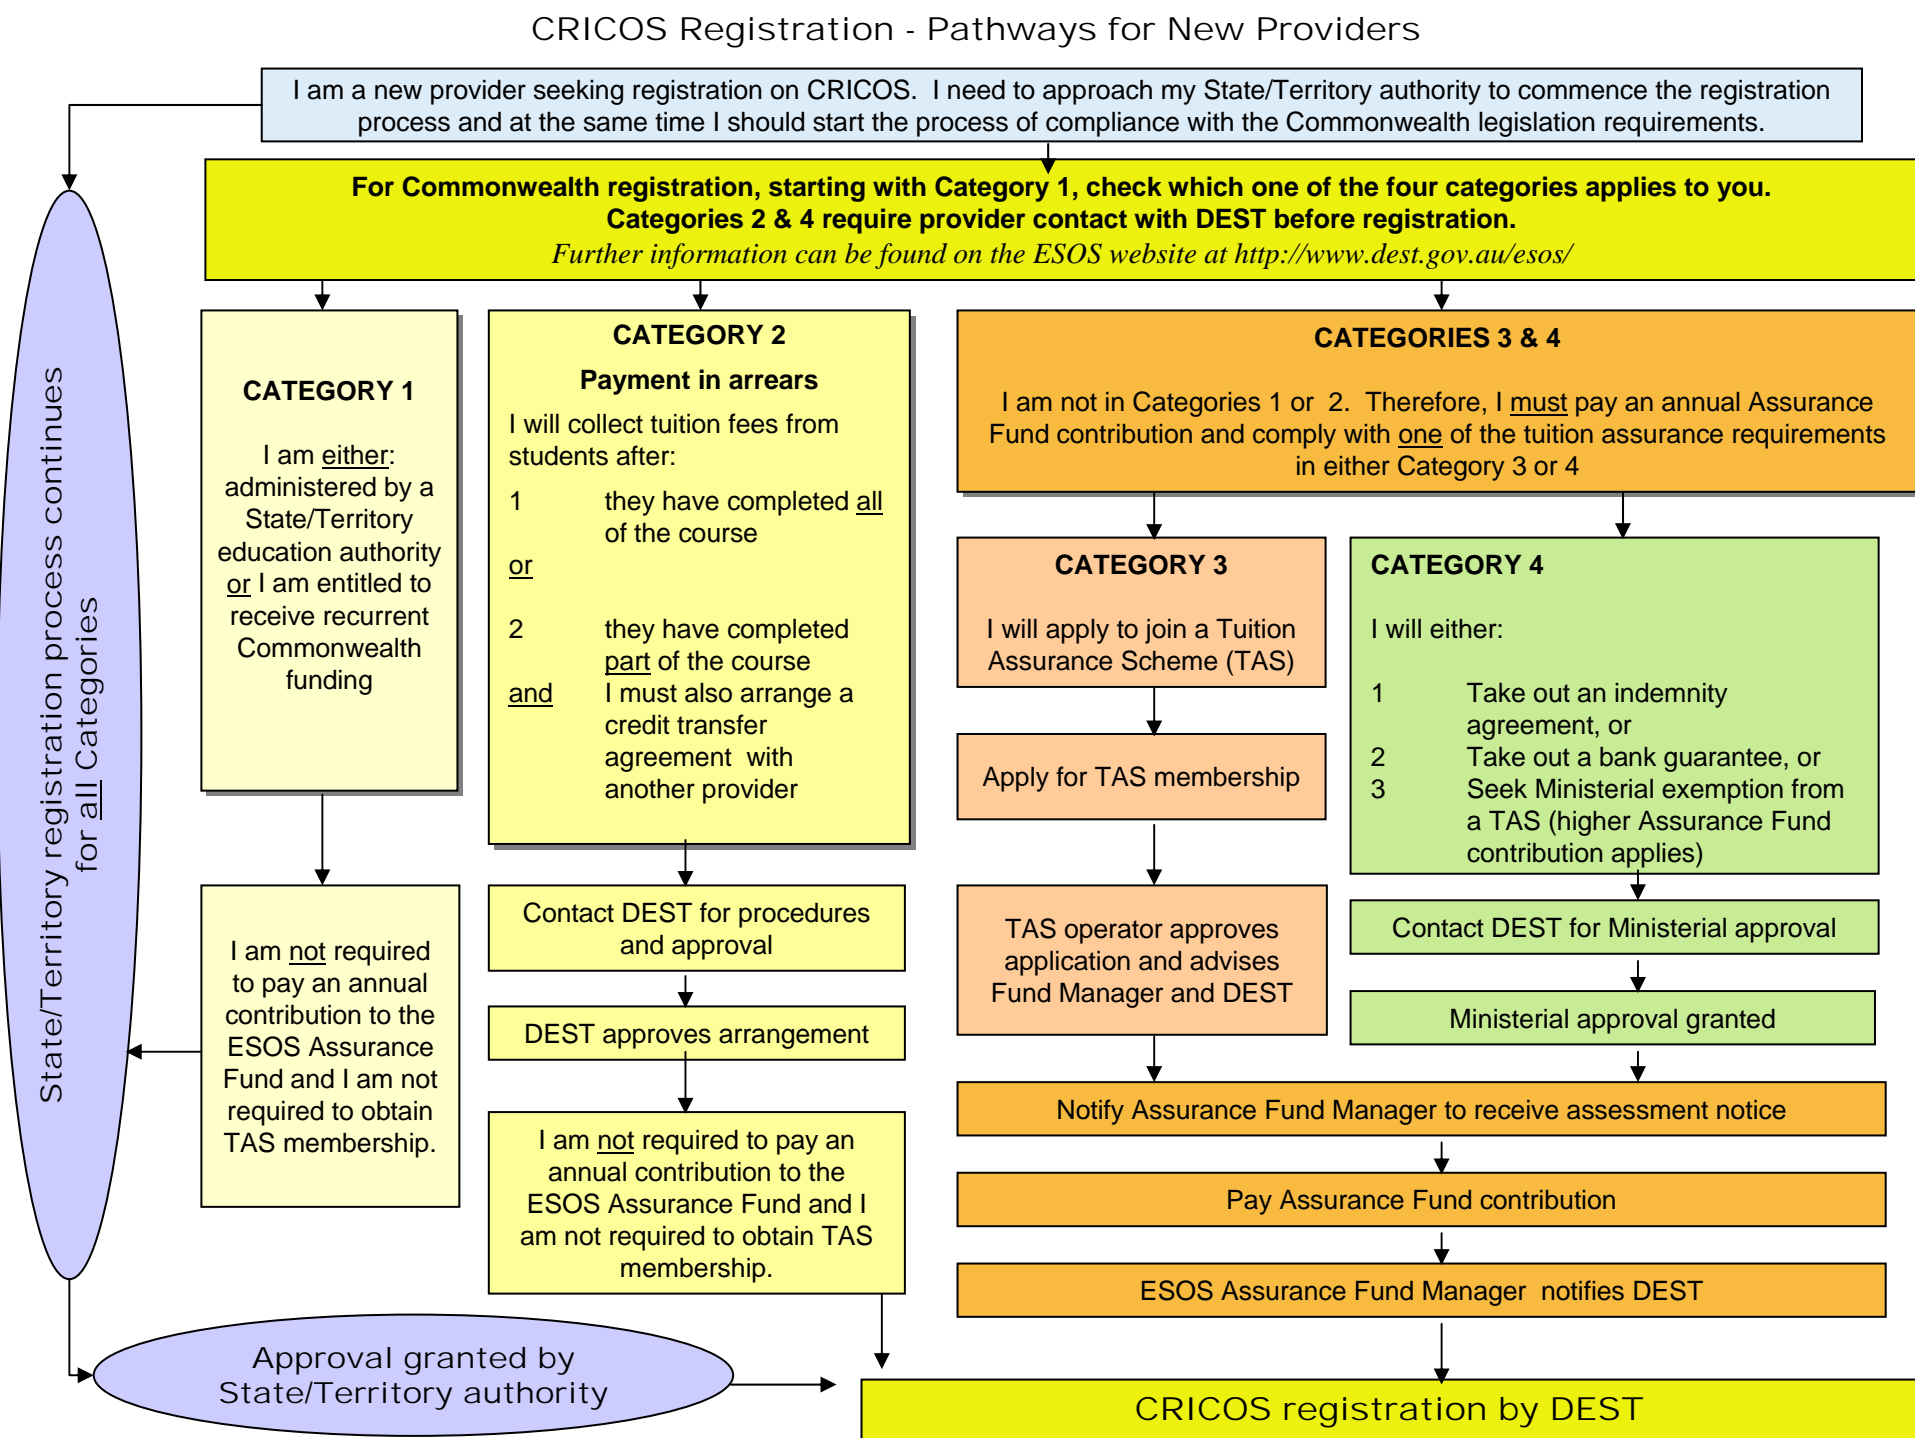 CRICOS Registration - Pathways for New Providers
I am a new provider seeking registration on CRICOS.  I need to approach my State/Territory authority to commence the registration
process and at the same time I should start the process of compliance with the Commonwealth legislation requirements.
For Commonwealth registration, starting with Category 1, check which one of the four categories applies to you.
Categories 2 & 4 require provider contact with DEST before registration.
Further information can be found on the ESOS website at http://www.dest.gov.au/esos/
State/Territory registration process continues
for all Categories
CATEGORY 1
I am either:
administered by a
State/Territory
education authority
or I am entitled to
receive recurrent
Commonwealth
funding
I am not required
to pay an annual
contribution to the
ESOS Assurance
Fund and I am not
required to obtain
TAS membership.
CATEGORY 2
Payment in arrears
I will collect tuition fees from
students after:
1 they have completed all
of the course
or
2 they have completed
part of the course
and I must also arrange a
credit transfer
agreement  with
another provider
Contact DEST for procedures
and approval
DEST approves arrangement
I am not required to pay an
annual contribution to the
ESOS Assurance Fund and I
am not required to obtain TAS
membership.
CATEGORIES 3 & 4
I am not in Categories 1 or  2.  Therefore, I must pay an annual Assurance
Fund contribution and comply with one of the tuition assurance requirements
in either Category 3 or 4
CATEGORY 3
I will apply to join a Tuition
Assurance Scheme (TAS)
Apply for TAS membership
TAS operator approves
application and advises
Fund Manager and DEST
CATEGORY 4
I will either:
1 Take out an indemnity
agreement, or
2 Take out a bank guarantee, or
3 Seek Ministerial exemption from
a TAS (higher Assurance Fund
contribution applies)
Contact DEST for Ministerial approval
Ministerial approval granted
Notify Assurance Fund Manager to receive assessment notice
Pay Assurance Fund contribution
ESOS Assurance Fund Manager  notifies DEST
Approval granted by
State/Territory authority
CRICOS registration by DEST